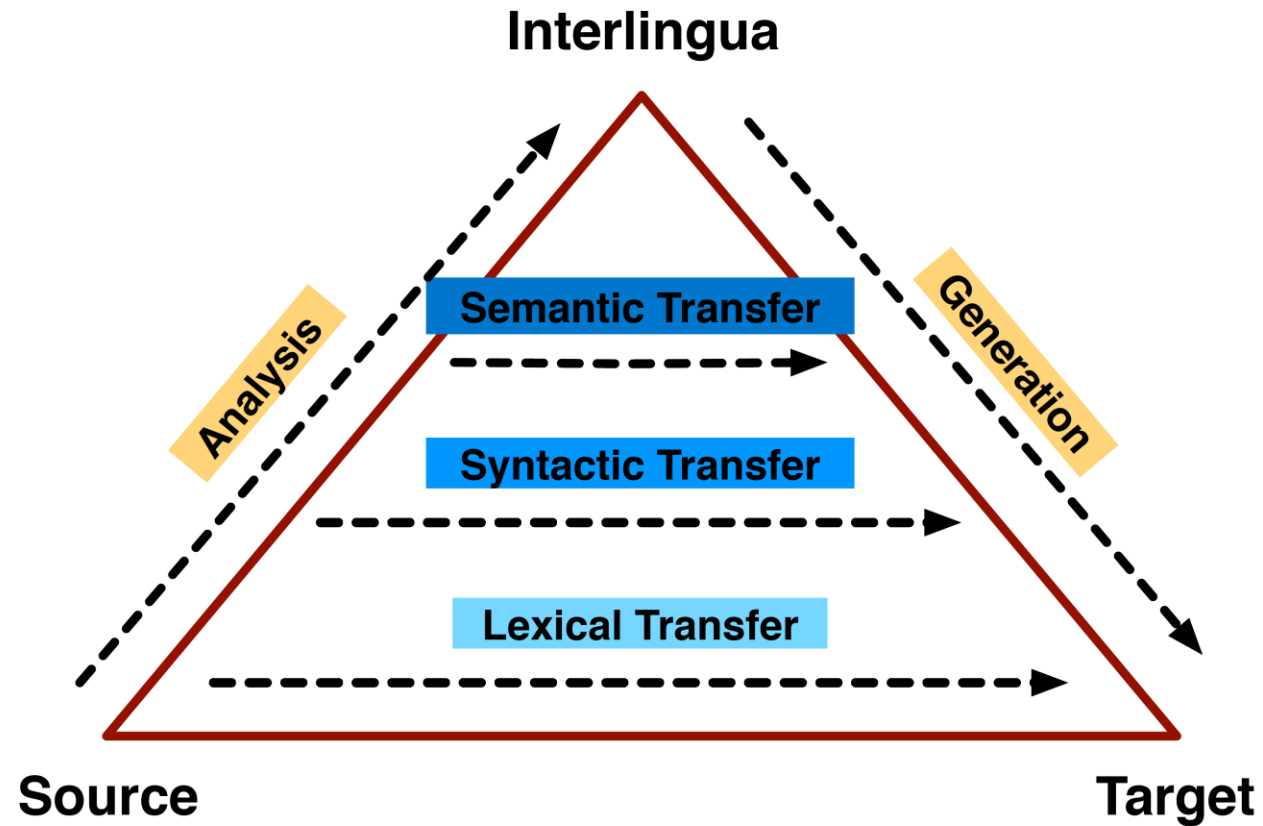 Interlingua
Semantic Transfer
Analysis
Generation
Syntactic Transfer
Lexical Transfer
Source
Target